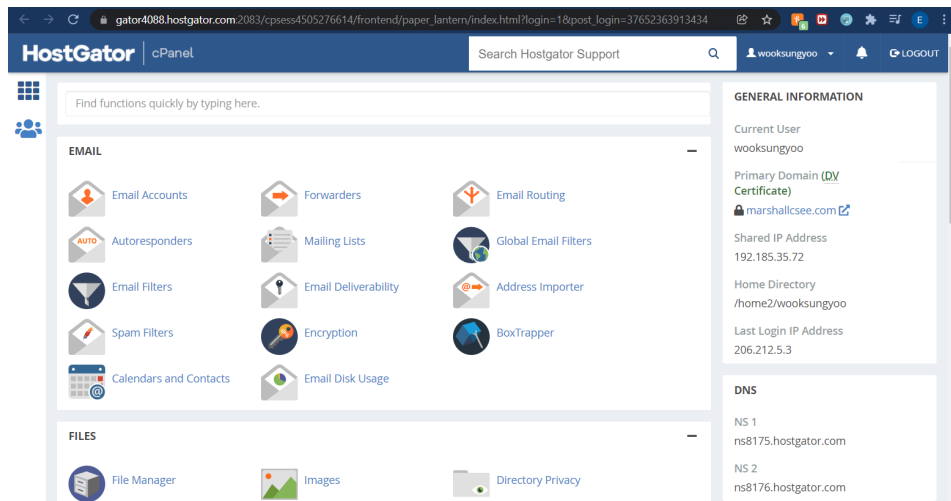 gator4088.hostgator.com:2083/cpsess4505276614/frontend/paper_lantern/index.html?login=1&post_login=37652363913434
6
E
HostGator cPanel
Search Hostgator Support
wooksungyoo
LOGOUT
Find functions quickly by typing here.
EMAIL
Email Accounts
Forwarders
Email Routing
AUTO
Autoresponders
Mailing Lists
Global Email Filters
Email Filters
Email Deliverability
@
Address Importer
Spam Filters
Encryption
BoxTrapper
@
Calendars and Contacts
Email Disk Usage
FILES
File Manager
Images
Directory Privacy
GENERAL INFORMATION
Current User
wooksungyoo
Primary Domain (DV
Certificate)
marshallcsee.com
Shared IP Address
192.185.35.72
Home Directory
/home2/wooksungyoo
Last Login IP Address
206.212.5.3
DNS
NS 1
ns8175.hostgator.com
NS 2
ns8176.hostgator.com